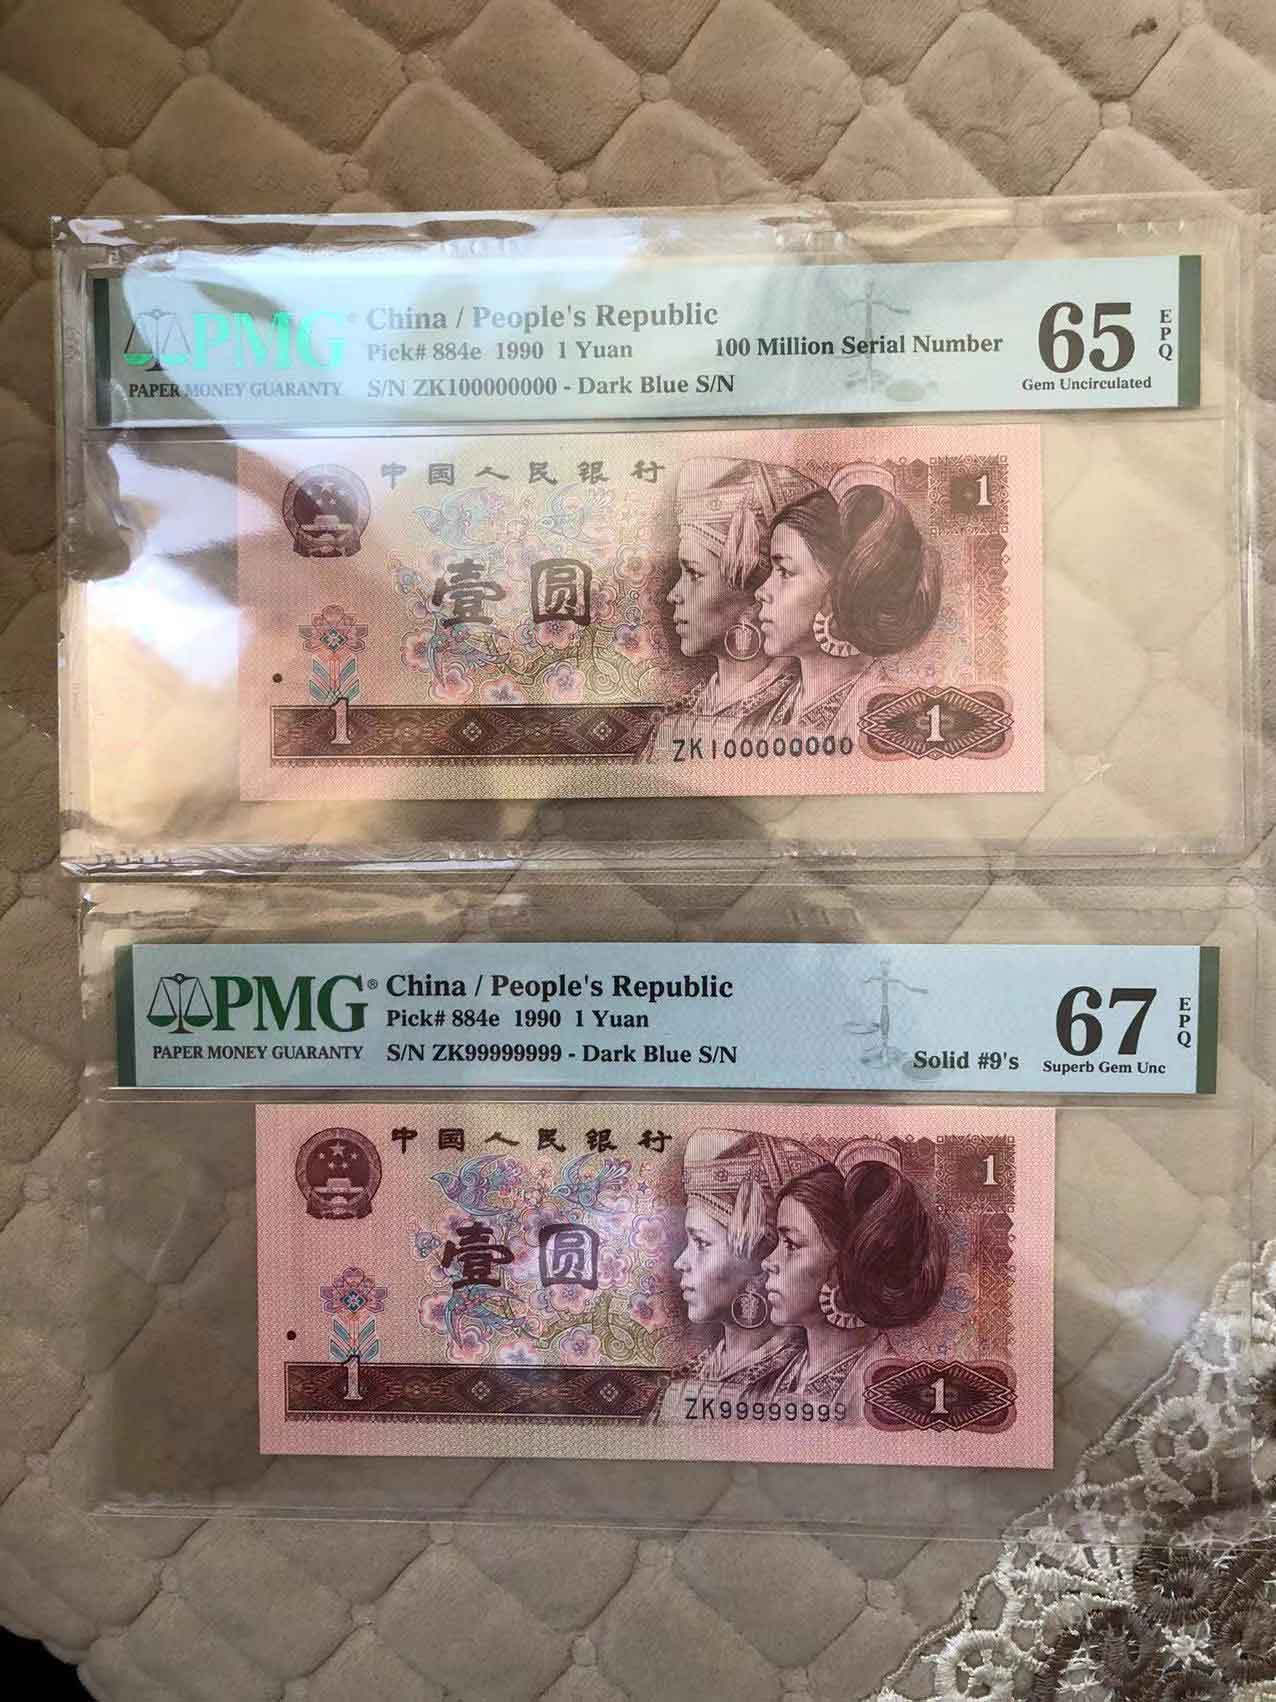 PMG®
PAPER MONEY GUARANTY
China / People's Republic
Pick# 884e 1990 1 Yuan
100 Million Serial Number
S/N ZK100000000 - Dark Blue S/N
65
EPQ
Gem Uncirculated
中国人民银行
1
壹圆
1
ZK100000000
1
PMG®
PAPER MONEY GUARANTY
China / People's Republic
Pick# 884e 1990 1 Yuan
S/N ZK99999999 - Dark Blue S/N
Solid #9's
67
EPQ
Superb Gem Unc
中国人民银行
1
壹圆
1
ZK99999999
1